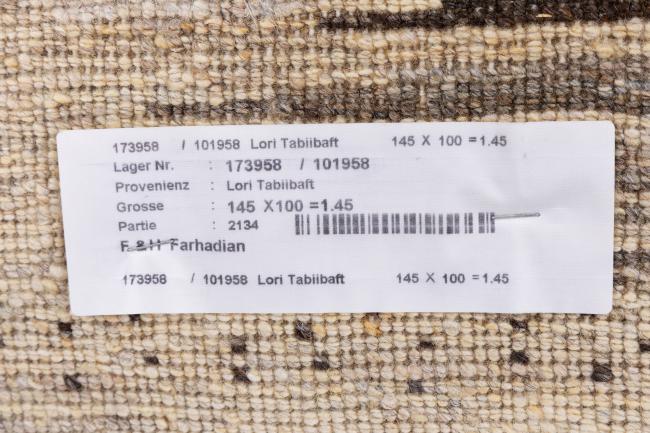 173958 / 101958 Lori Tabiibaft 145 X 100 =1.45
Lager Nr. : 173958 / 101958
Provenienz : Lori Tabiibaft
Grosse : 145 X100 =1.45
Partie : 2134
F & H Farhadian
173958 / 101958 Lori Tabiibaft 145 X 100 =1.45